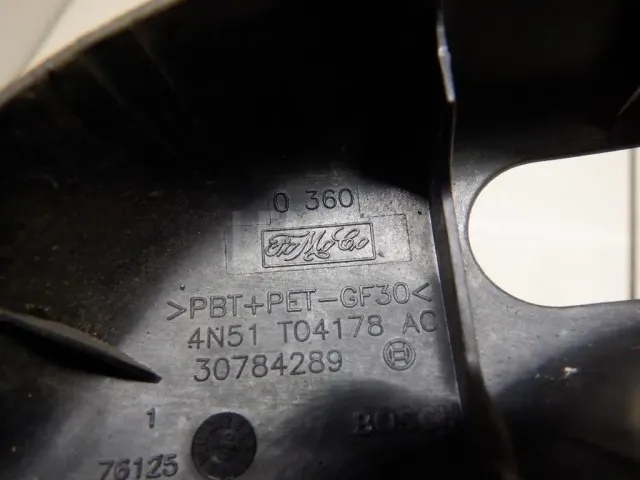 0 360
FoMoCo
>PBT+PET-GF30<
4N51 T04178 AC
30784289
1
BOSCH
76125